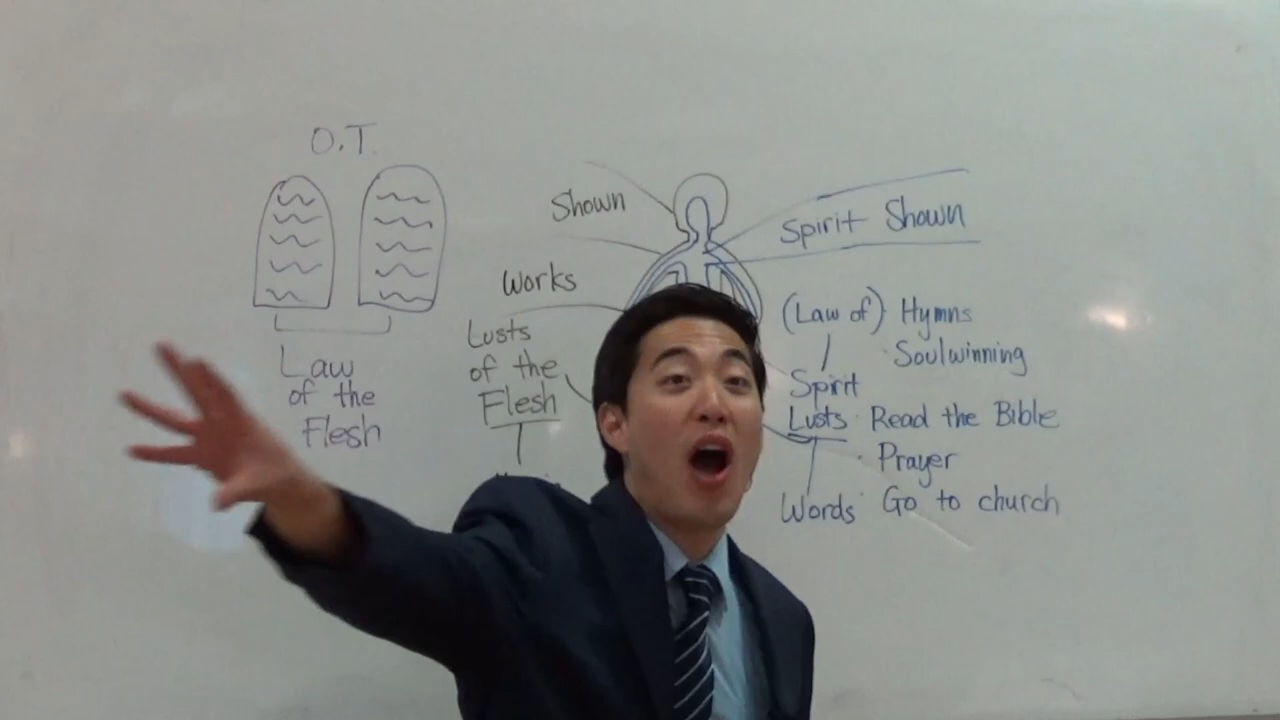 O.T.
Law
of the
Flesh
Shown
Works
Lusts
of the
Flesh
Spirit Shown
(Law of) Hymns
· Soulwinning
Spirit
Lusts · Read the Bible
· Prayer
Words · Go to church